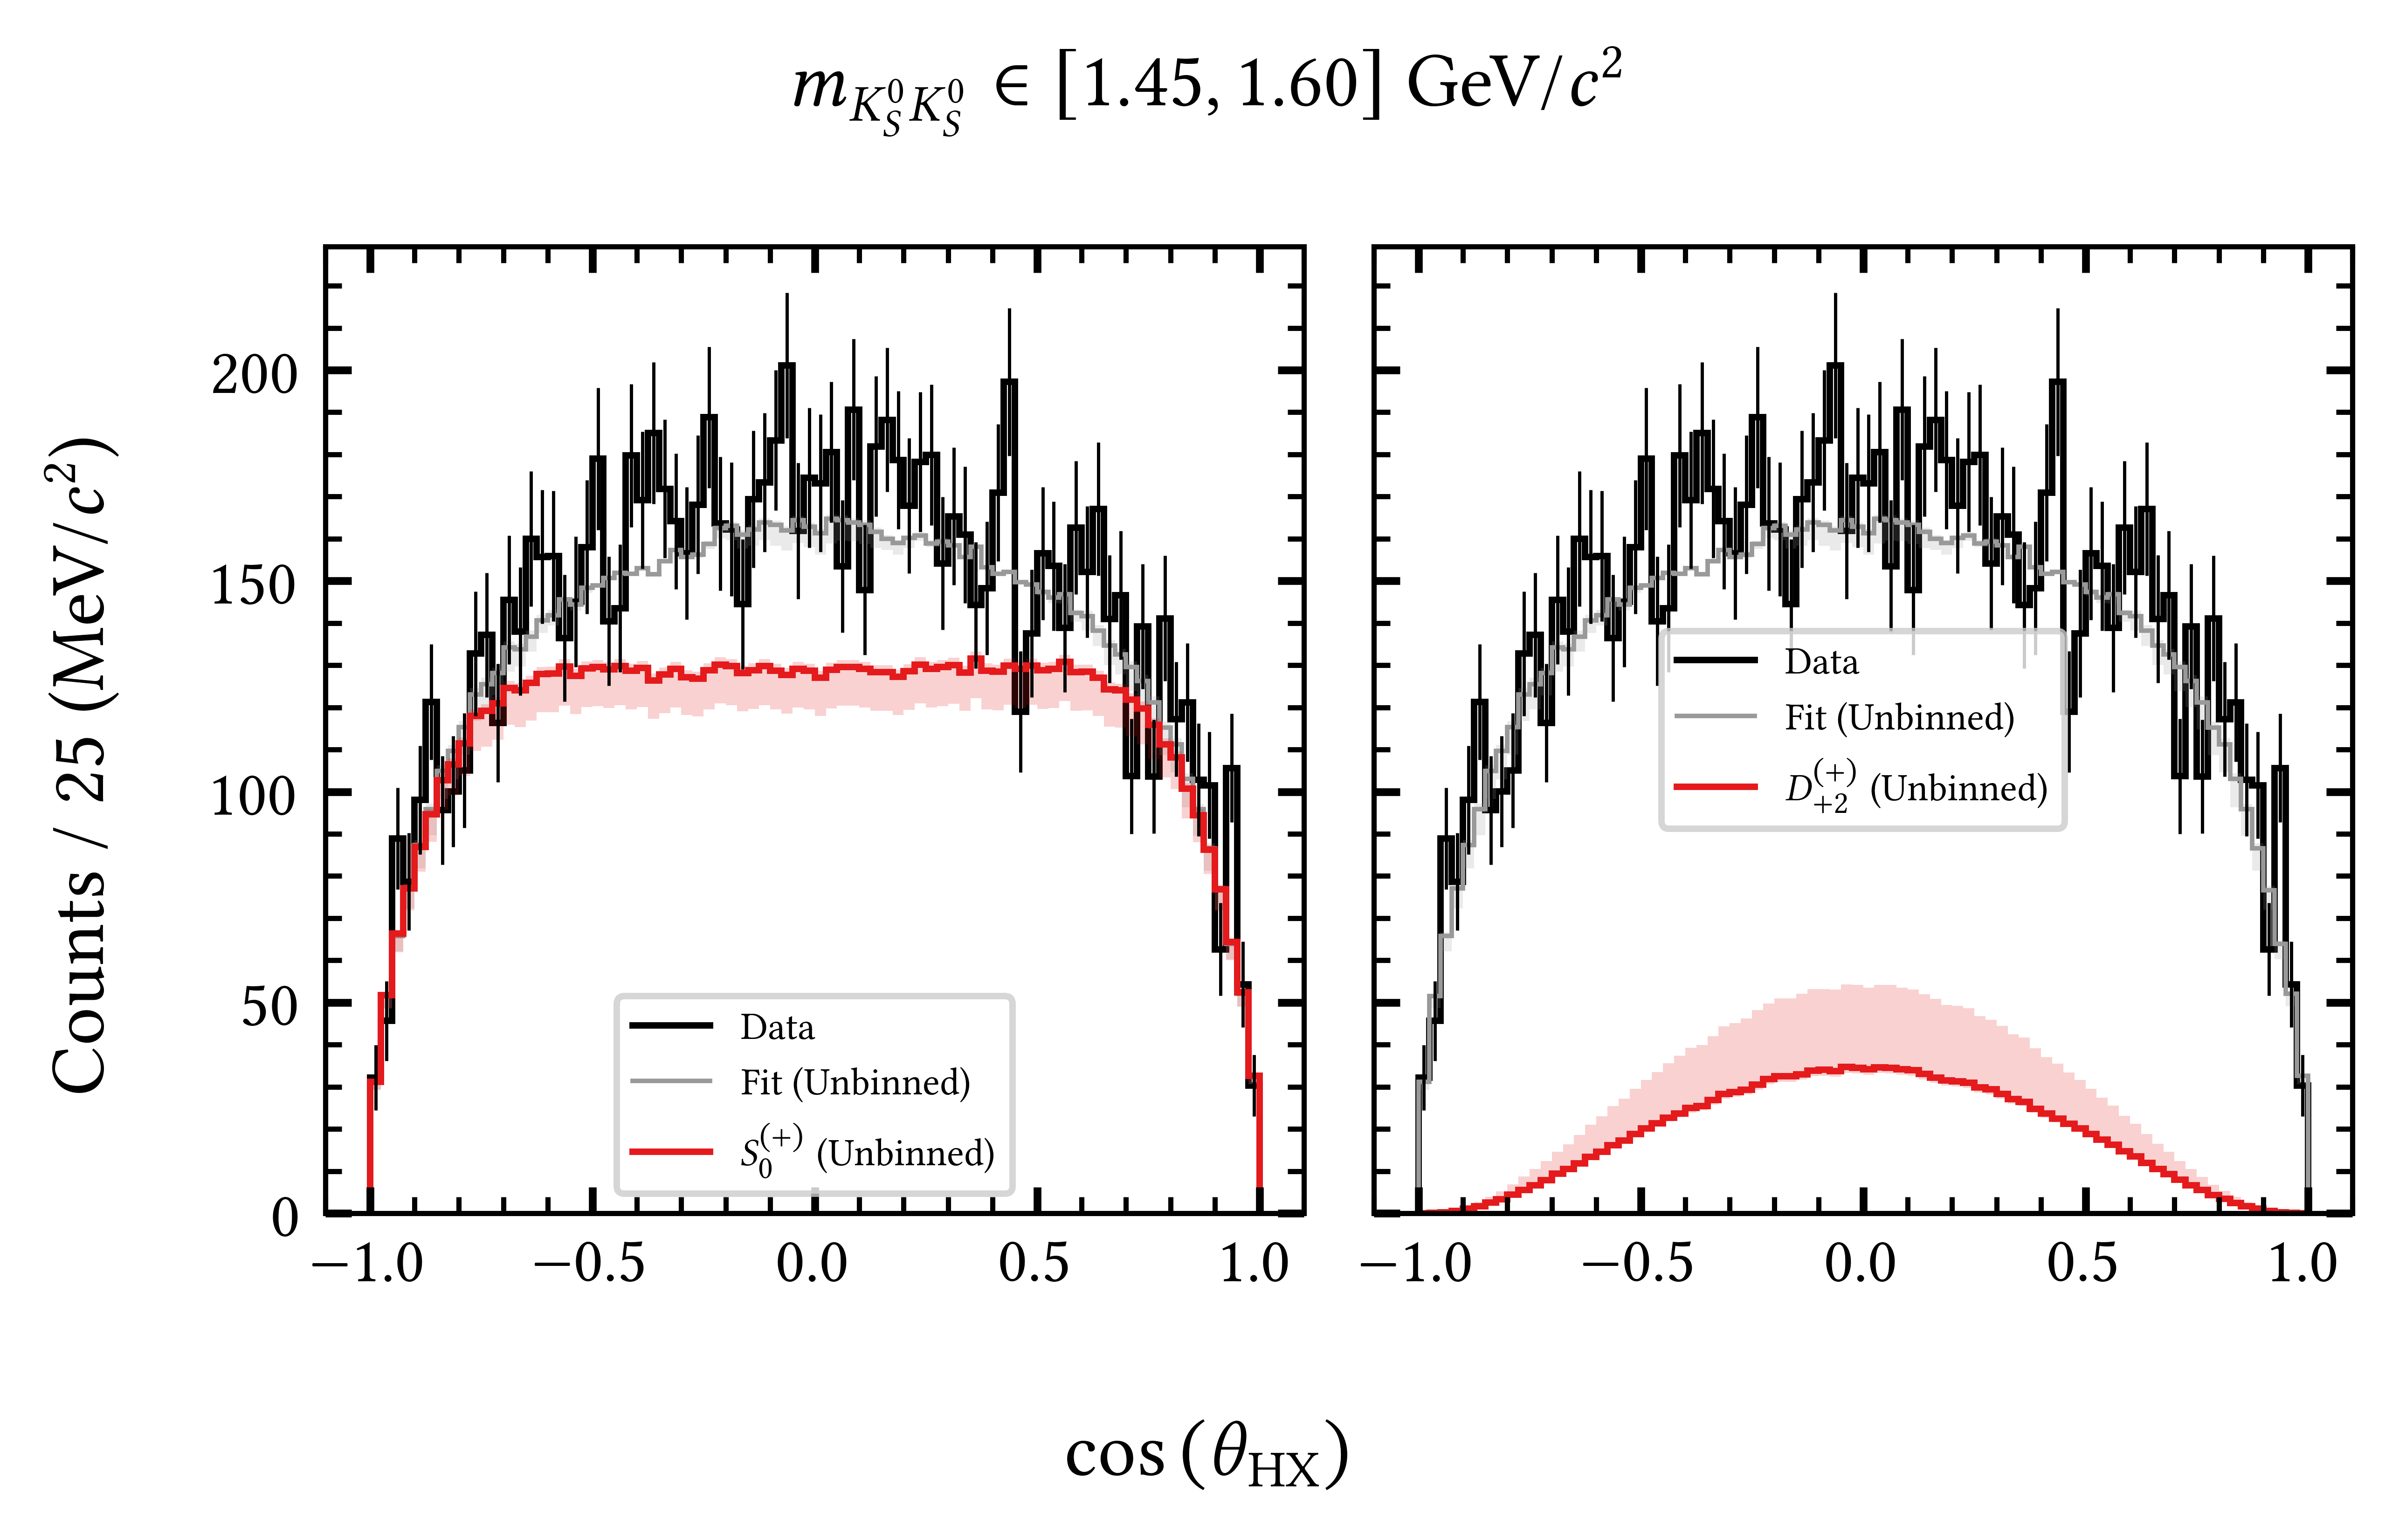 m_{K_S^0 K_S^0} ∈ [1.45, 1.60] GeV/c²
Counts / 25 (MeV/c²)
200
150
100
50
0
−1.0 −0.5 0.0 0.5 1.0
Data
Fit (Unbinned)
S_0^{(+)} (Unbinned)
−1.0 −0.5 0.0 0.5 1.0
Data
Fit (Unbinned)
D_{+2}^{(+)} (Unbinned)
cos (θ_HX)